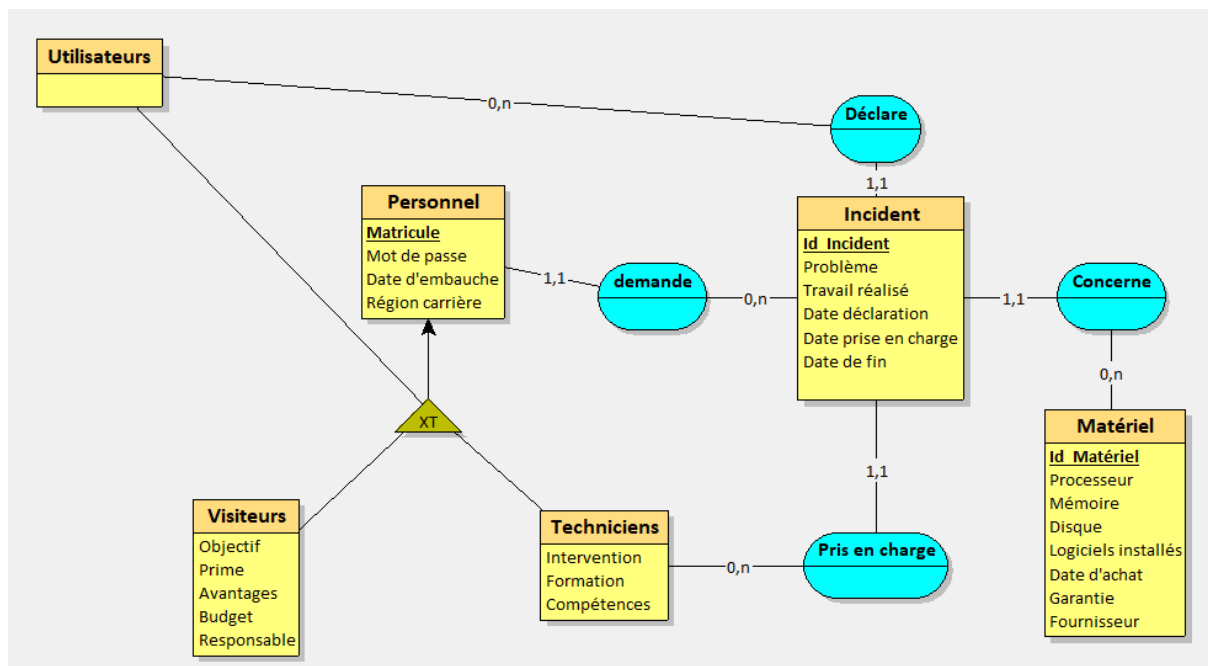 Utilisateurs
0,n
Déclare
1,1
Personnel
Matricule
Mot de passe
Date d'embauche
Région carrière
1,1
demande
0,n
Incident
Id_Incident
Problème
Travail réalisé
Date déclaration
Date prise en charge
Date de fin
1,1
Concerne
0,n
Matériel
Id_Matériel
Processeur
Mémoire
Disque
Logiciels installés
Date d'achat
Garantie
Fournisseur
XT
1,1
Visiteurs
Objectif
Prime
Avantages
Budget
Responsable
Techniciens
Intervention
Formation
Compétences
0,n
Pris en charge